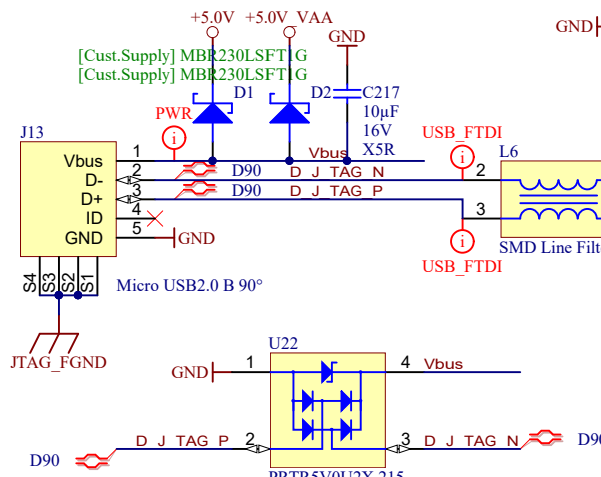 +5.0V +5.0V_VAA
GND
GND
[Cust.Supply] MBR230LSFT1G
[Cust.Supply] MBR230LSFT1G
D1
D2
C217
10µF
16V
X5R
PWR
i
J13
Vbus
D-
D+
ID
GND
1
2
3
4
5
Vbus
D90
D_J_TAG_N
D90
D_J_TAG_P
GND
USB_FTDI
i
L6
2
3
i
USB_FTDI
SMD Line Filt
S4
S3
S2
S1
Micro USB2.0 B 90°
JTAG_FGND
U22
GND
1
4
Vbus
D_J_TAG_P
2
3
D_J_TAG_N
D90
D90
PRTR5V0U2X,215